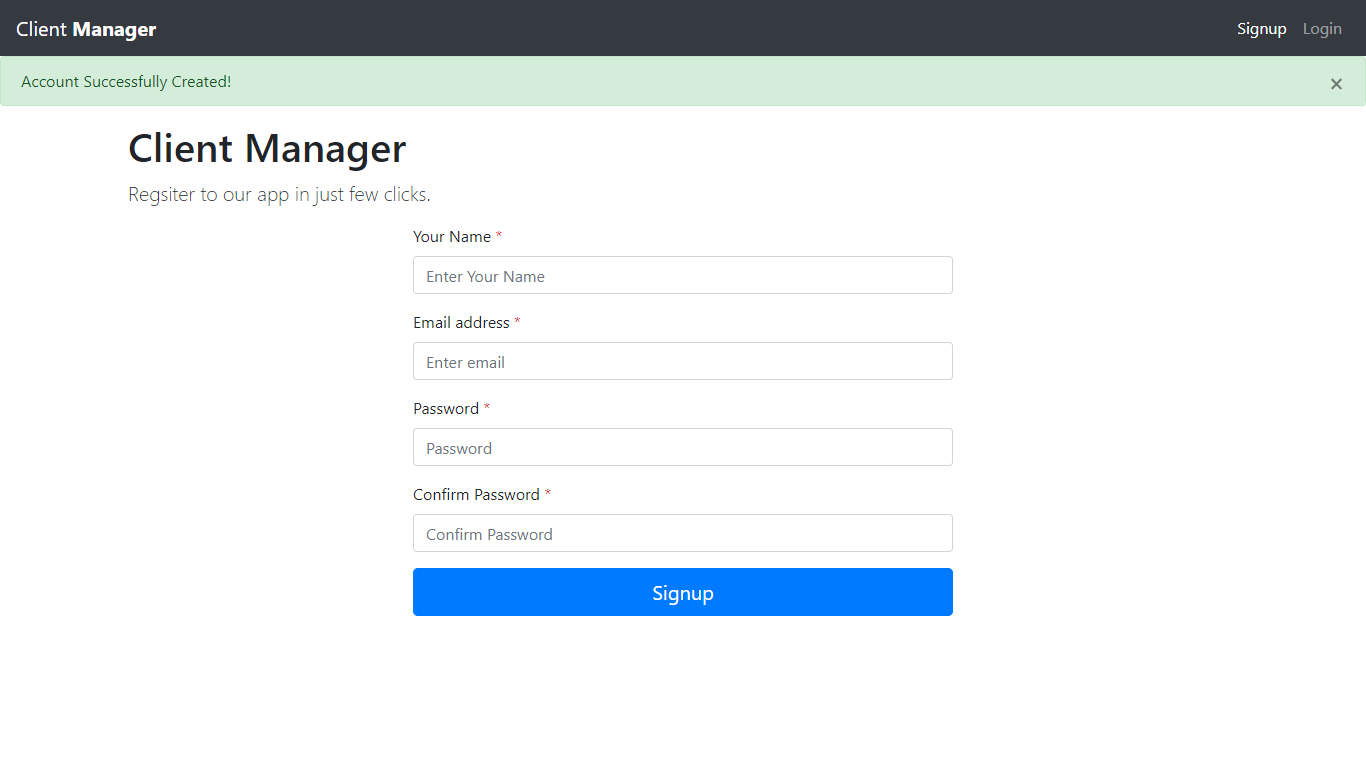 Client Manager Signup Login
Account Successfully Created! ×
Client Manager
Regsiter to our app in just few clicks.
Your Name *
Enter Your Name
Email address *
Enter email
Password *
Password
Confirm Password *
Confirm Password
Signup